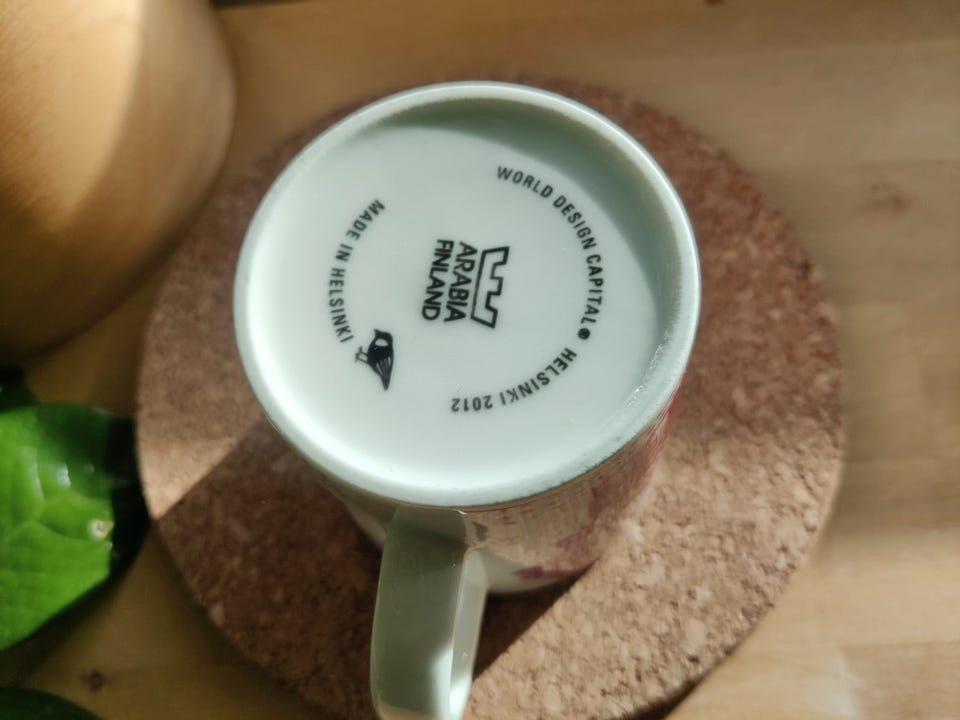 WORLD DESIGN CAPITAL ● HELSINKI 2012
ARABIA
FINLAND
MADE IN HELSINKI